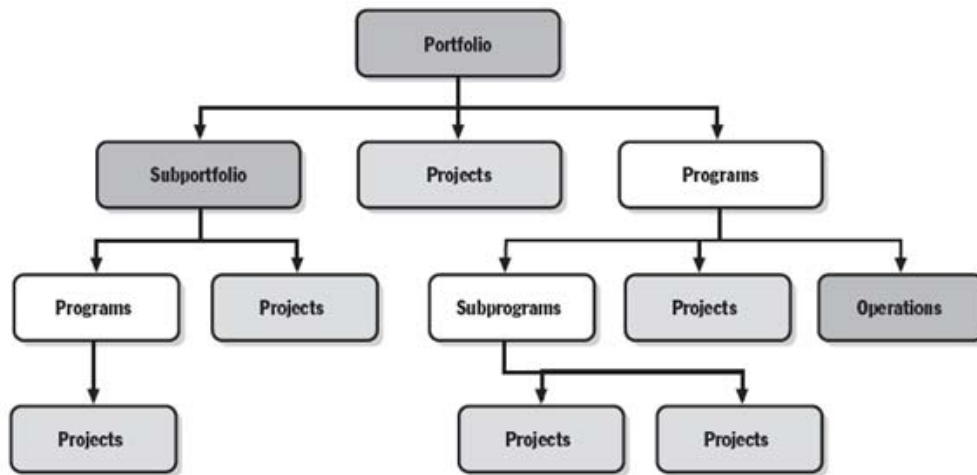 Portfolio
Subportfolio
Projects
Programs
Programs
Projects
Subprograms
Projects
Operations
Projects
Projects
Projects